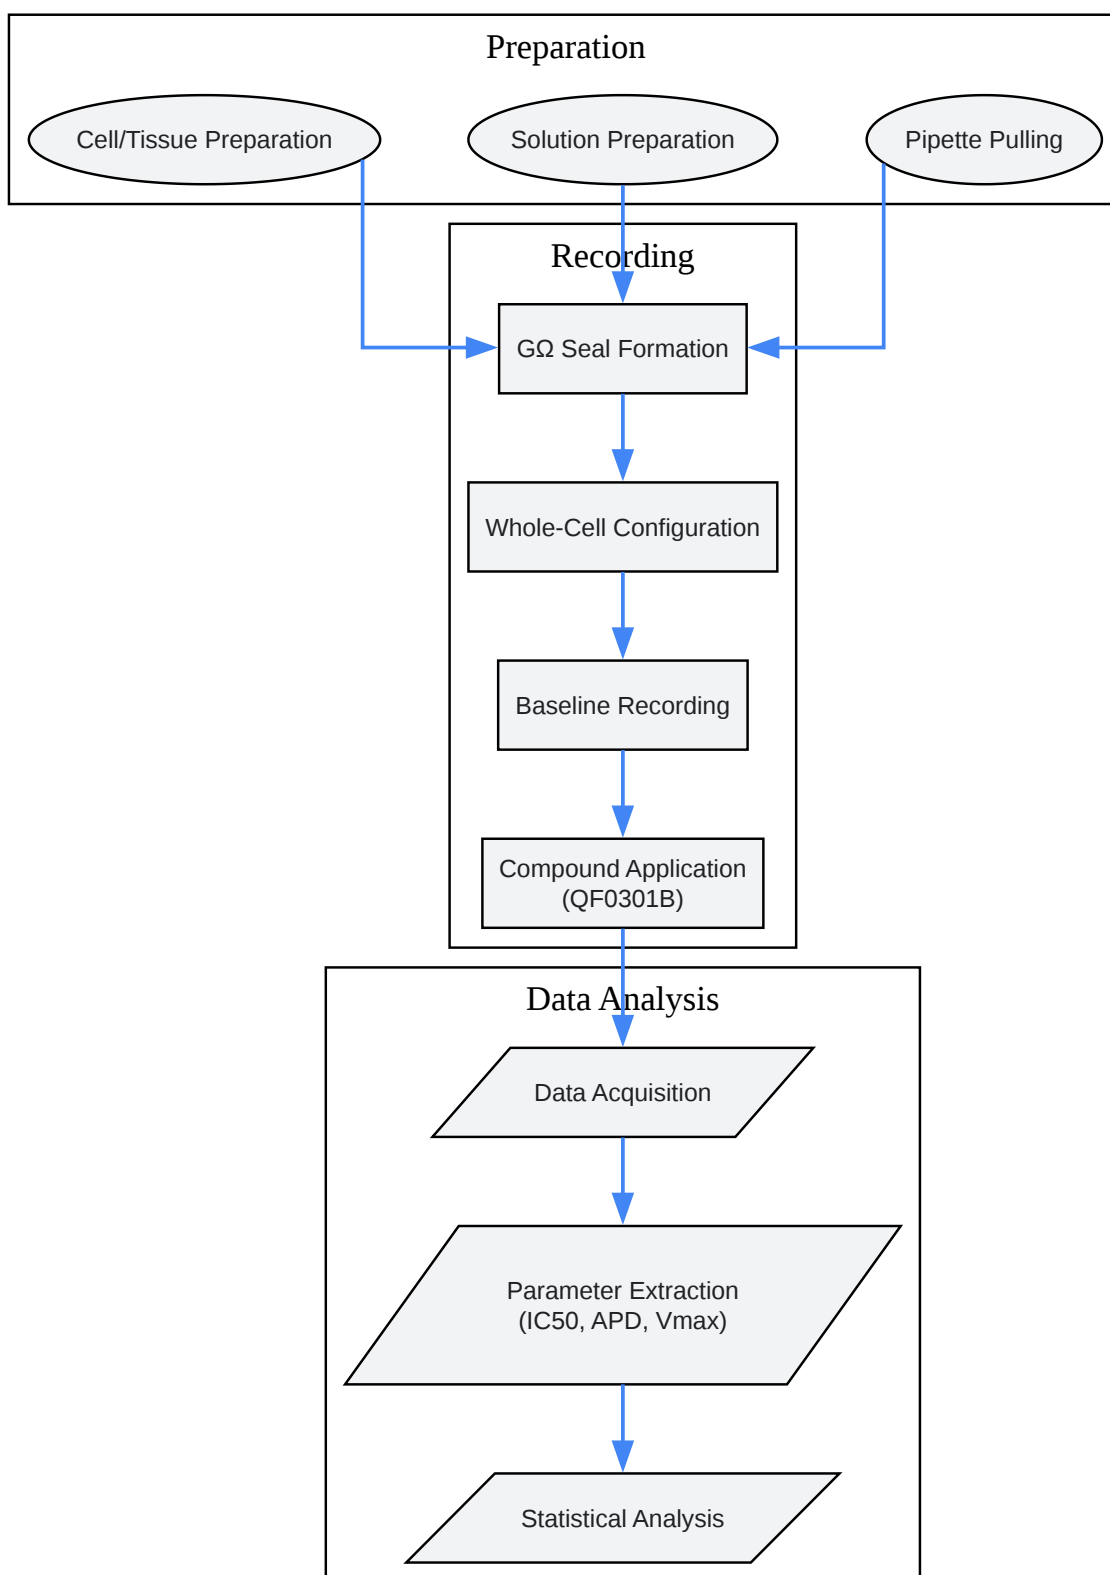 Preparation
Cell/Tissue Preparation
Solution Preparation
Pipette Pulling
Recording
GΩ Seal Formation
Whole-Cell Configuration
Baseline Recording
Compound Application
(QF0301B)
Data Analysis
Data Acquisition
Parameter Extraction
(IC50, APD, Vmax)
Statistical Analysis